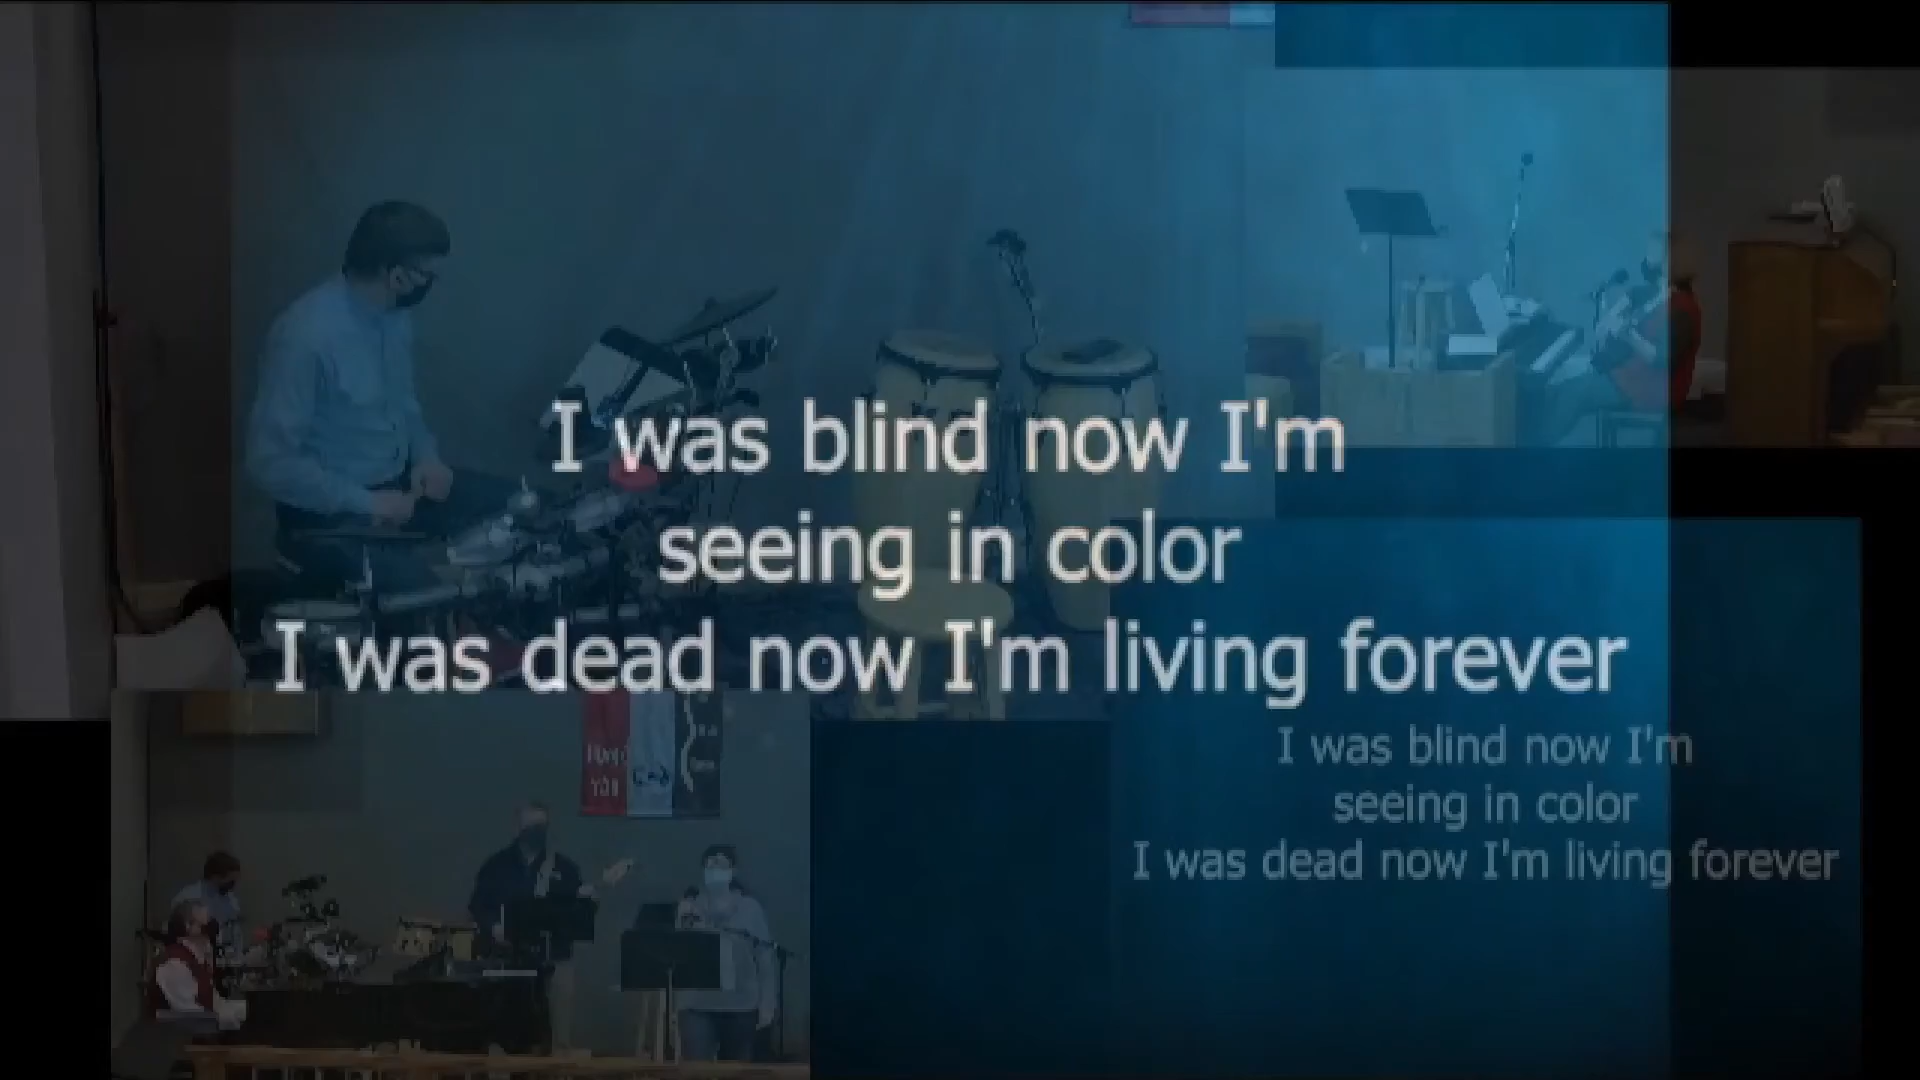 I was blind now I'm
seeing in color
I was dead now I'm living forever
I was blind now I'm
seeing in color
I was dead now I'm living forever